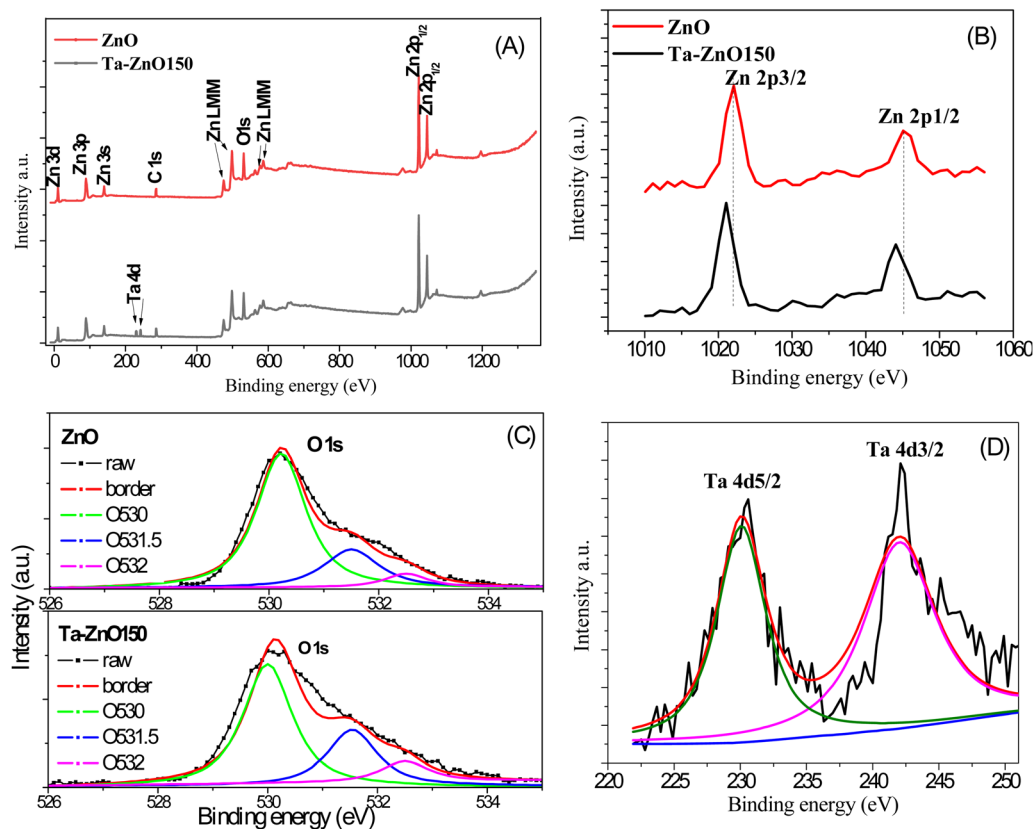 (A)
ZnO
Ta-ZnO150
Zn 3d
Zn 3p
Zn 3s
C 1s
Zn LMM
O1s
Zn LMM
Zn 2p1/2
Zn 2p1/2
Ta 4d
Intensity a.u.
0 200 400 600 800 1000 1200
Binding energy (eV)
(B)
ZnO
Ta-ZnO150
Zn 2p3/2
Zn 2p1/2
Intensity (a.u.)
1010 1020 1030 1040 1050 1060
Binding energy (eV)
(C)
ZnO
O1s
raw
border
O530
O531.5
O532
526 528 530 532 534
Ta-ZnO150
O1s
raw
border
O530
O531.5
O532
Intensity (a.u.)
526 528 530 532 534
Binding energy (eV)
(D)
Ta 4d5/2
Ta 4d3/2
Intensity a.u.
220 225 230 235 240 245 250
Binding energy (eV)